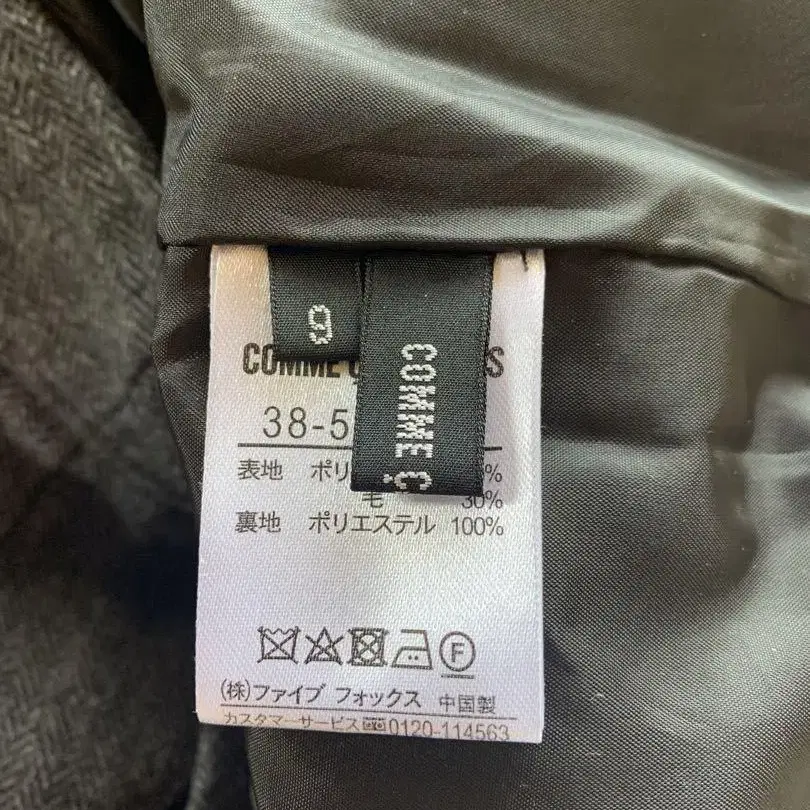 9
COMME Ç
COMME
38-5
表地 ポリ %
毛 30%
裏地 ポリエステル 100%
F
(株)ファイブ フォックス 中国製
カスタマーサービス 0120-114563